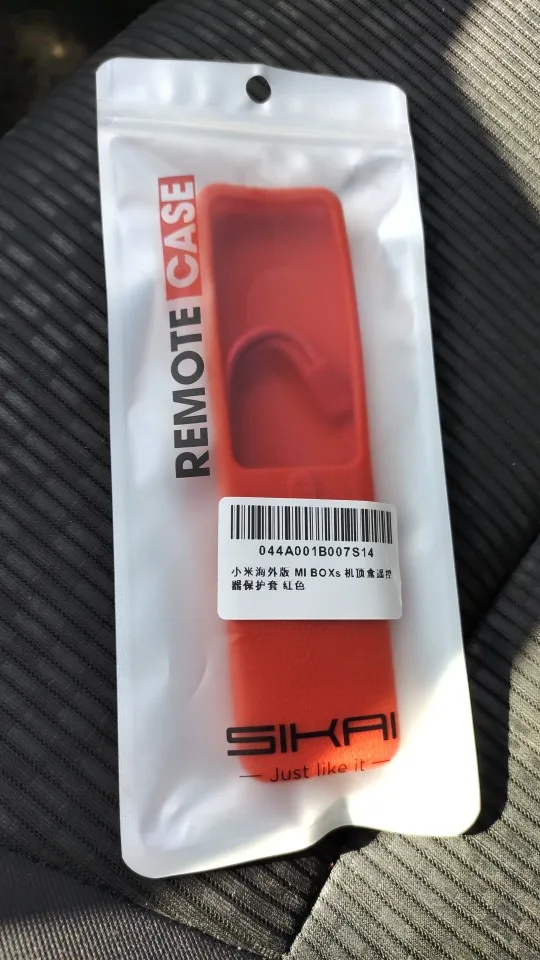 REMOTE CASE
044A001B007S14
小米海外版 MI BOXs 机顶盒遥控
器保护套 红色
SIKAI
Just like it